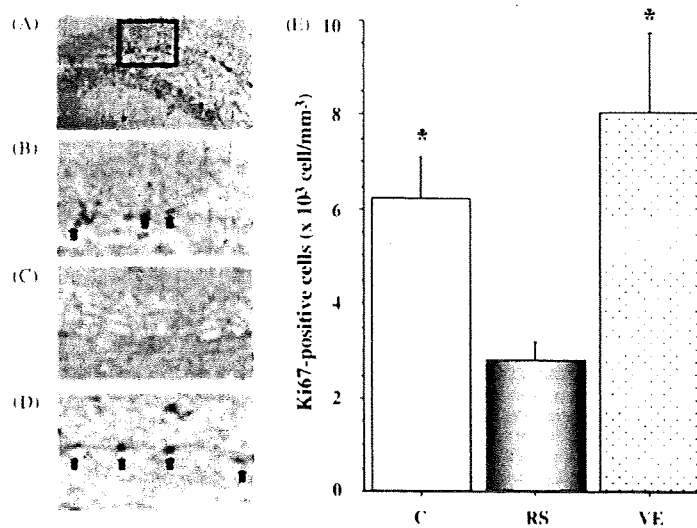 (A)
(B)
(C)
(D)
(E)
Ki67-positive cells (x 10³ cell/mm³)
10
8
6
4
2
0
*
*
C
RS
VE